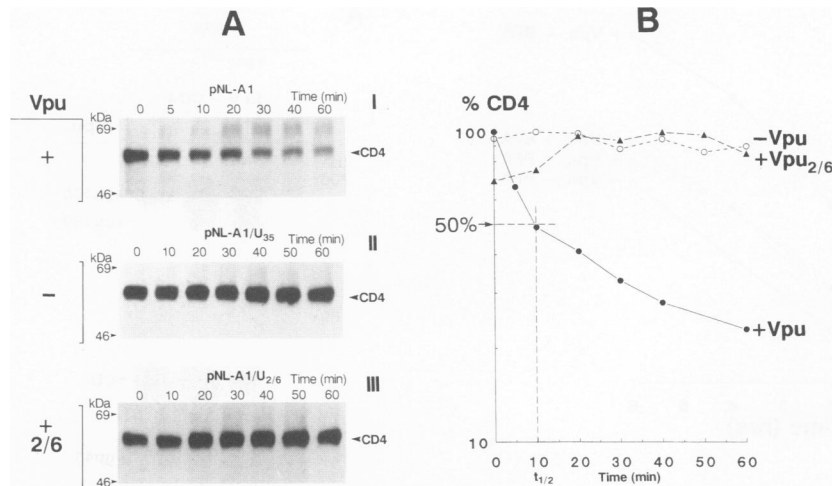 A
B
Vpu
pNL-A1
Time (min)
I
kDa
0 5 10 20 30 40 60
69
+
CD4
46
pNL-A1/U35
Time (min)
II
kDa
0 10 20 30 40 50 60
69
−
CD4
46
pNL-A1/U2/6
Time (min)
III
kDa
0 10 20 30 40 50 60
69
+
2/6
CD4
46
% CD4
100
−Vpu
+Vpu2/6
50%
+Vpu
10
0 10 20 30 40 50 60
t1/2
Time (min)